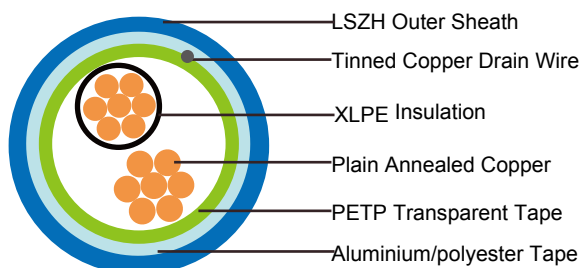 LSZH Outer Sheath
Tinned Copper Drain Wire
XLPE Insulation
Plain Annealed Copper
PETP Transparent Tape
Aluminium/polyester Tape